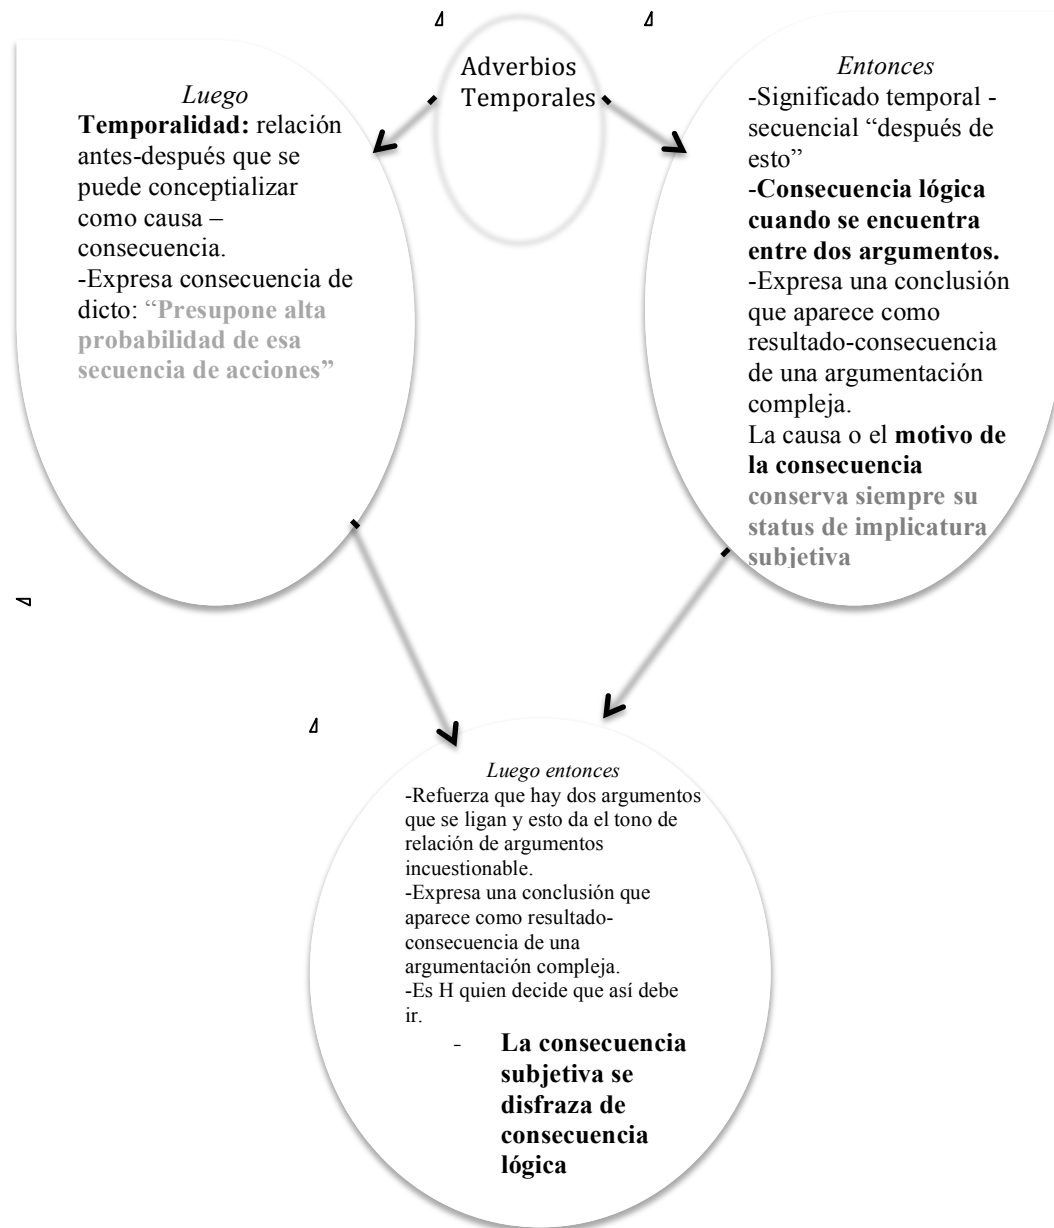 Adverbios
Temporales
Luego
Temporalidad: relación
antes-después que se
puede conceptializar
como causa –
consecuencia.
-Expresa consecuencia de
dicto: “Presupone alta
probabilidad de esa
secuencia de acciones”
Entonces
-Significado temporal -
secuencial “después de
esto”
-Consecuencia lógica
cuando se encuentra
entre dos argumentos.
-Expresa una conclusión
que aparece como
resultado-consecuencia
de una argumentación
compleja.
La causa o el motivo de
la consecuencia
conserva siempre su
status de implicatura
subjetiva
Luego entonces
-Refuerza que hay dos argumentos
que se ligan y esto da el tono de
relación de argumentos
incuestionable.
-Expresa una conclusión que
aparece como resultado-
consecuencia de una
argumentación compleja.
-Es H quien decide que así debe
ir.
- La consecuencia
subjetiva se
disfraza de
consecuencia
lógica